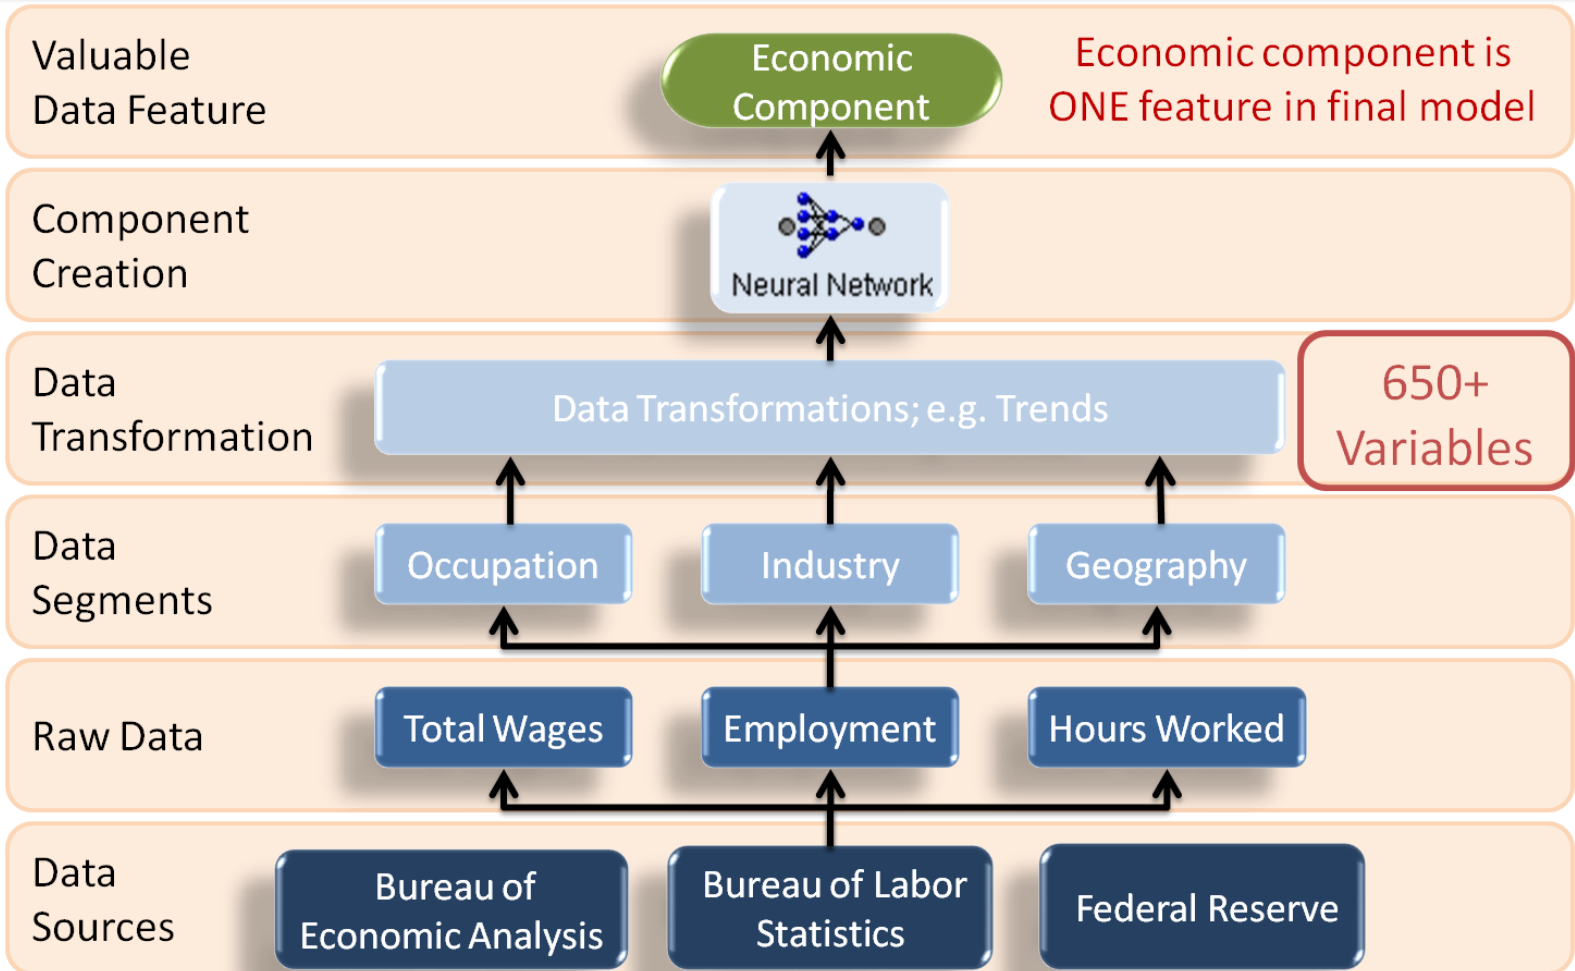 Valuable
Data Feature
Economic
Component
Economic component is
ONE feature in final model
Component
Creation
Neural Network
Data
Transformation
Data Transformations; e.g. Trends
650+
Variables
Data
Segments
Occupation
Industry
Geography
Raw Data
Total Wages
Employment
Hours Worked
Data
Sources
Bureau of
Economic Analysis
Bureau of Labor
Statistics
Federal Reserve